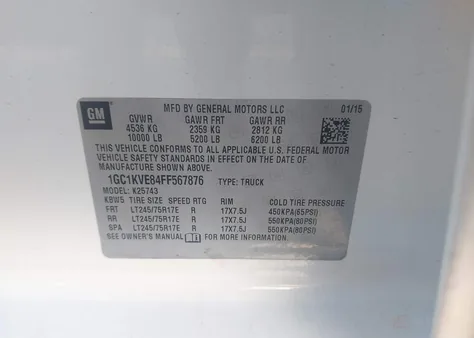 GM
MFD BY GENERAL MOTORS LLC 01/15
GVWR GAWR FRT GAWR RR
4536 KG 2359 KG 2812 KG
10000 LB 5200 LB 6200 LB
THIS VEHICLE CONFORMS TO ALL APPLICABLE U.S. FEDERAL MOTOR
VEHICLE SAFETY STANDARDS IN EFFECT ON THE DATE OF
MANUFACTURE SHOWN ABOVE.
1GC1KVE84FF567876 TYPE: TRUCK
MODEL: K25743
KBW5 TIRE SIZE SPEED RTG RIM COLD TIRE PRESSURE
FRT LT245/75R17E R 17X7.5J 450KPA(65PSI)
RR LT245/75R17E R 17X7.5J 550KPA(80PSI)
SPA LT245/75R17E R 17X7.5J 550KPA(80PSI)
SEE OWNER'S MANUAL FOR MORE INFORMATION.